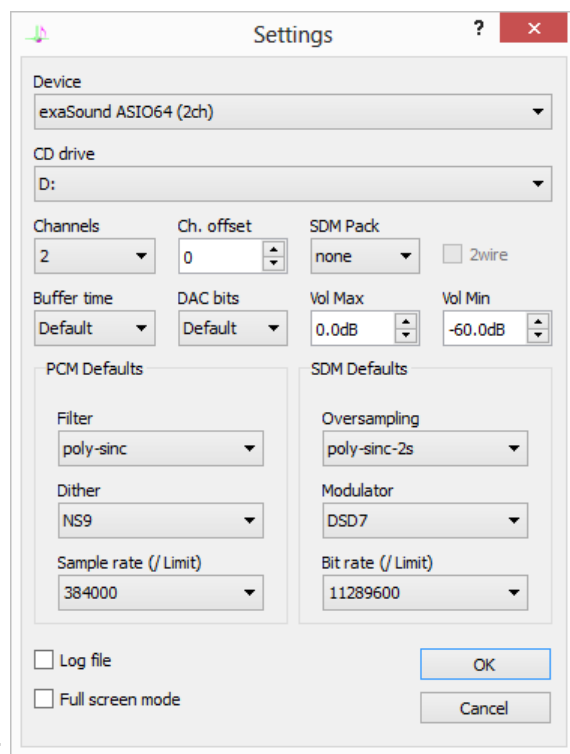 Settings
?
×
Device
exaSound ASIO64 (2ch)
CD drive
D:
Channels
Ch. offset
SDM Pack
2
0
none
2wire
Buffer time
DAC bits
Vol Max
Vol Min
Default
Default
0.0dB
-60.0dB
PCM Defaults
SDM Defaults
Filter
Oversampling
poly-sinc
poly-sinc-2s
Dither
Modulator
NS9
DSD7
Sample rate (/ Limit)
Bit rate (/ Limit)
384000
11289600
Log file
OK
Full screen mode
Cancel